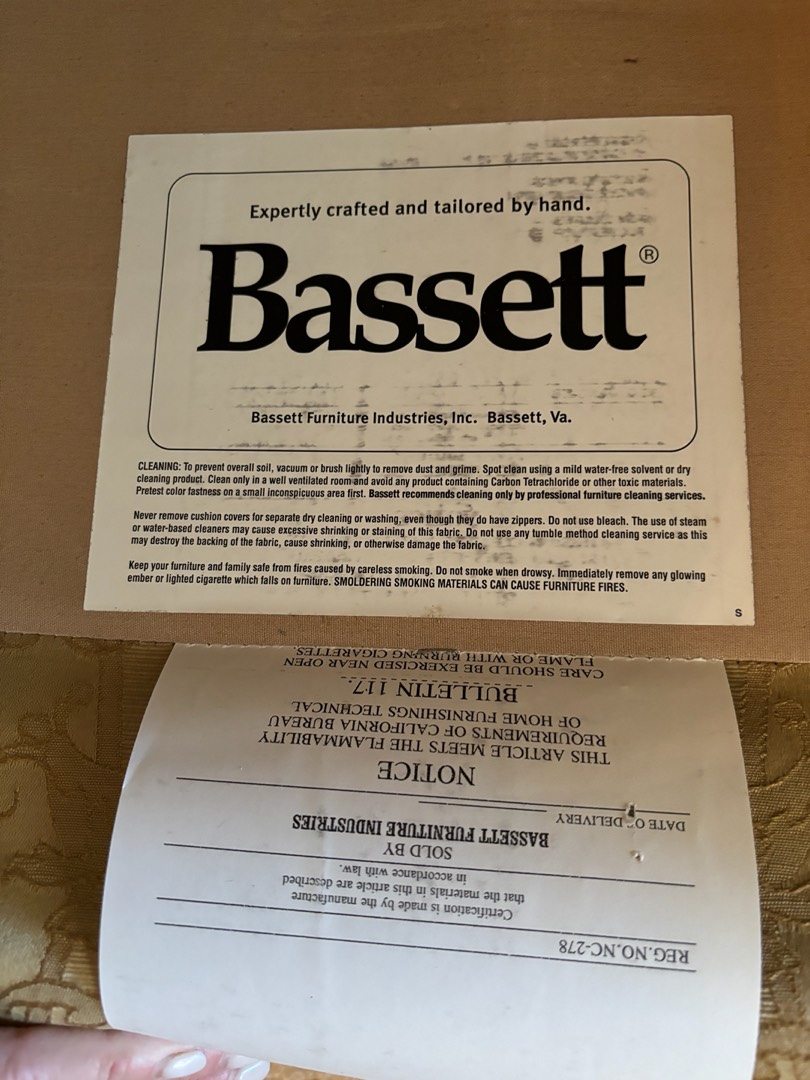 Expertly crafted and tailored by hand.
Bassett®
Bassett Furniture Industries, Inc. Bassett, Va.
CLEANING: To prevent overall soil, vacuum or brush lightly to remove dust and grime. Spot clean using a mild water-free solvent or dry
cleaning product. Clean only in a well ventilated room and avoid any product containing Carbon Tetrachloride or other toxic materials.
Pretest color fastness on a small inconspicuous area first. Bassett recommends cleaning only by professional furniture cleaning services.
Never remove cushion covers for separate dry cleaning or washing, even though they do have zippers. Do not use bleach. The use of steam
or water-based cleaners may cause excessive shrinking or staining of this fabric. Do not use any tumble method cleaning service as this
may destroy the backing of the fabric, cause shrinking, or otherwise damage the fabric.
Keep your furniture and family safe from fires caused by careless smoking. Do not smoke when drowsy. Immediately remove any glowing
ember or lighted cigarette which falls on furniture. SMOLDERING SMOKING MATERIALS CAN CAUSE FURNITURE FIRES.
S
REG.NO.NC-278
Certification is made by the manufacture
that the materials in this article are described
in accordance with law.
SOLD BY
BASSETT FURNITURE INDUSTRIES
DATE OF DELIVERY
NOTICE
THIS ARTICLE MEETS THE FLAMMABILITY
REQUIREMENTS OF CALIFORNIA BUREAU
OF HOME FURNISHINGS TECHNICAL
BULLETIN 117.
CARE SHOULD BE EXERCISED NEAR OPEN
FLAME OR WITH BURNING CIGARETTES.